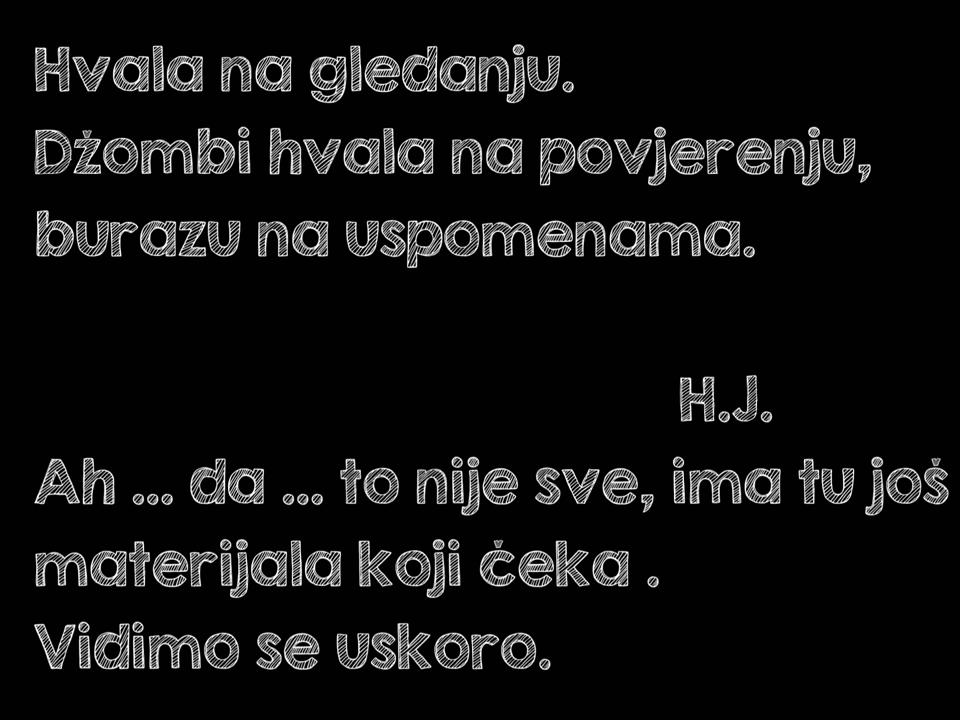 Hvala na gledanju.
Džombi hvala na povjerenju,
burazu na uspomenama.
H.J.
Ah ... da ... to nije sve, ima tu još
materijala koji čeka .
Vidimo se uskoro.